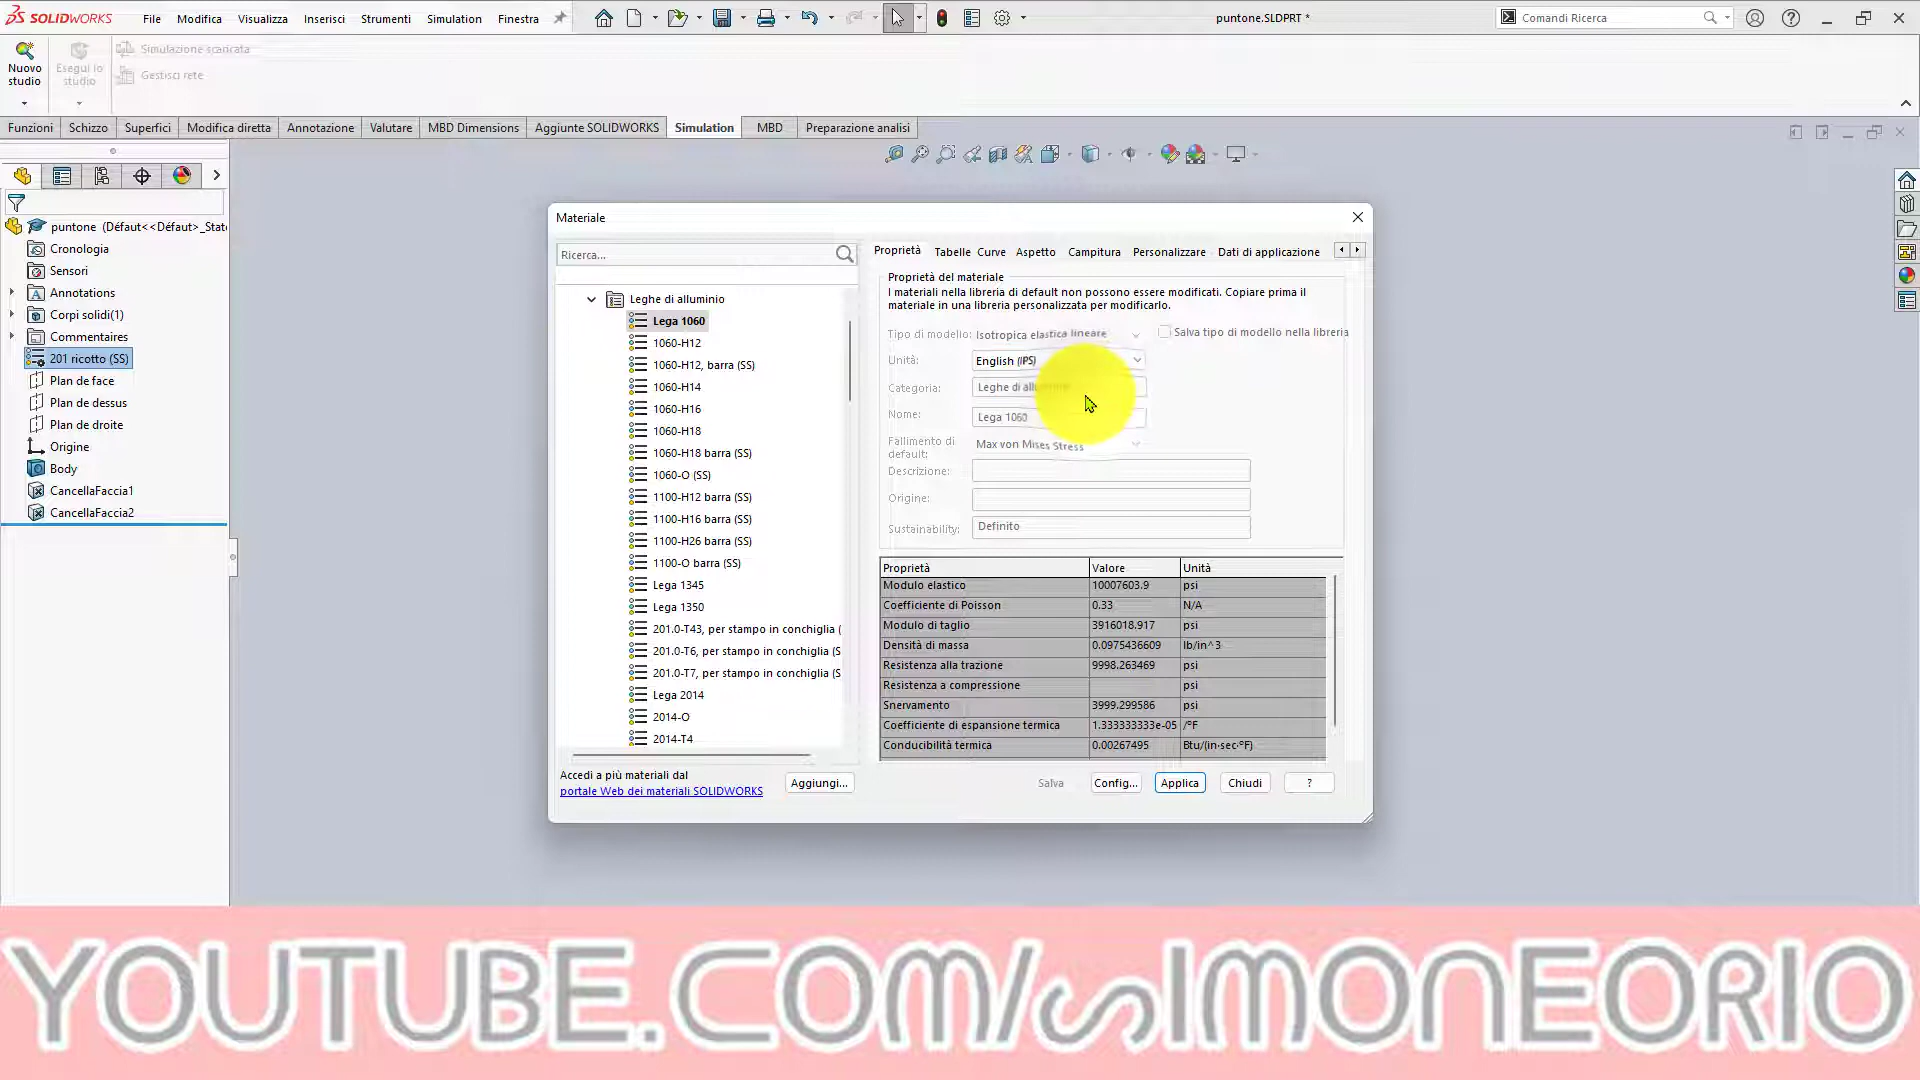 SOLIDWORKS File Modifica Visualizza Inserisci Strumenti Simulation Finestra
puntone.SLDPRT *
Comandi Ricerca
Nuovo studio
Esegui lo studio
Simulazione scaricata
Gestisci rete
Funzioni Schizzo Superfici Modifica diretta Annotazione Valutare MBD Dimensions Aggiunte SOLIDWORKS Simulation MBD Preparazione analisi
puntone (Défaut<<Défaut>_Stat
Cronologia
Sensori
Annotations
Corpi solidi(1)
Commentaires
201 ricotto (SS)
Plan de face
Plan de dessus
Plan de droite
Origine
Body
CancellaFaccia1
CancellaFaccia2
Materiale
Ricerca...
Leghe di alluminio
Lega 1060
1060-H12
1060-H12, barra (SS)
1060-H14
1060-H16
1060-H18
1060-H18 barra (SS)
1060-O (SS)
1100-H12 barra (SS)
1100-H16 barra (SS)
1100-H26 barra (SS)
1100-O barra (SS)
Lega 1345
Lega 1350
201.0-T43, per stampo in conchiglia (
201.0-T6, per stampo in conchiglia (S
201.0-T7, per stampo in conchiglia (S
Lega 2014
2014-O
2014-T4
Accedi a più materiali dal
portale Web dei materiali SOLIDWORKS
Aggiungi...
Proprietà Tabelle Curve Aspetto Campitura Personalizzare Dati di applicazione
Proprietà del materiale
I materiali nella libreria di default non possono essere modificati. Copiare prima il
materiale in una libreria personalizzata per modificarlo.
Tipo di modello: Isotropica elastica lineare
Salva tipo di modello nella libreria
Unità: English (IPS)
Categoria: Leghe di alluminio
Nome: Lega 1060
Fallimento di default: Max von Mises Stress
Descrizione:
Origine:
Sustainability: Definito
Proprietà Valore Unità
Modulo elastico 10007603.9 psi
Coefficiente di Poisson 0.33 N/A
Modulo di taglio 3916018.917 psi
Densità di massa 0.0975436609 lb/in^3
Resistenza alla trazione 9998.263469 psi
Resistenza a compressione psi
Snervamento 3999.299586 psi
Coefficiente di espansione termica 1.333333333e-05 /°F
Conducibilità termica 0.00267495 Btu/(in·sec·°F)
Salva Config... Applica Chiudi ?
YOUTUBE.COM/SIMONEORIO